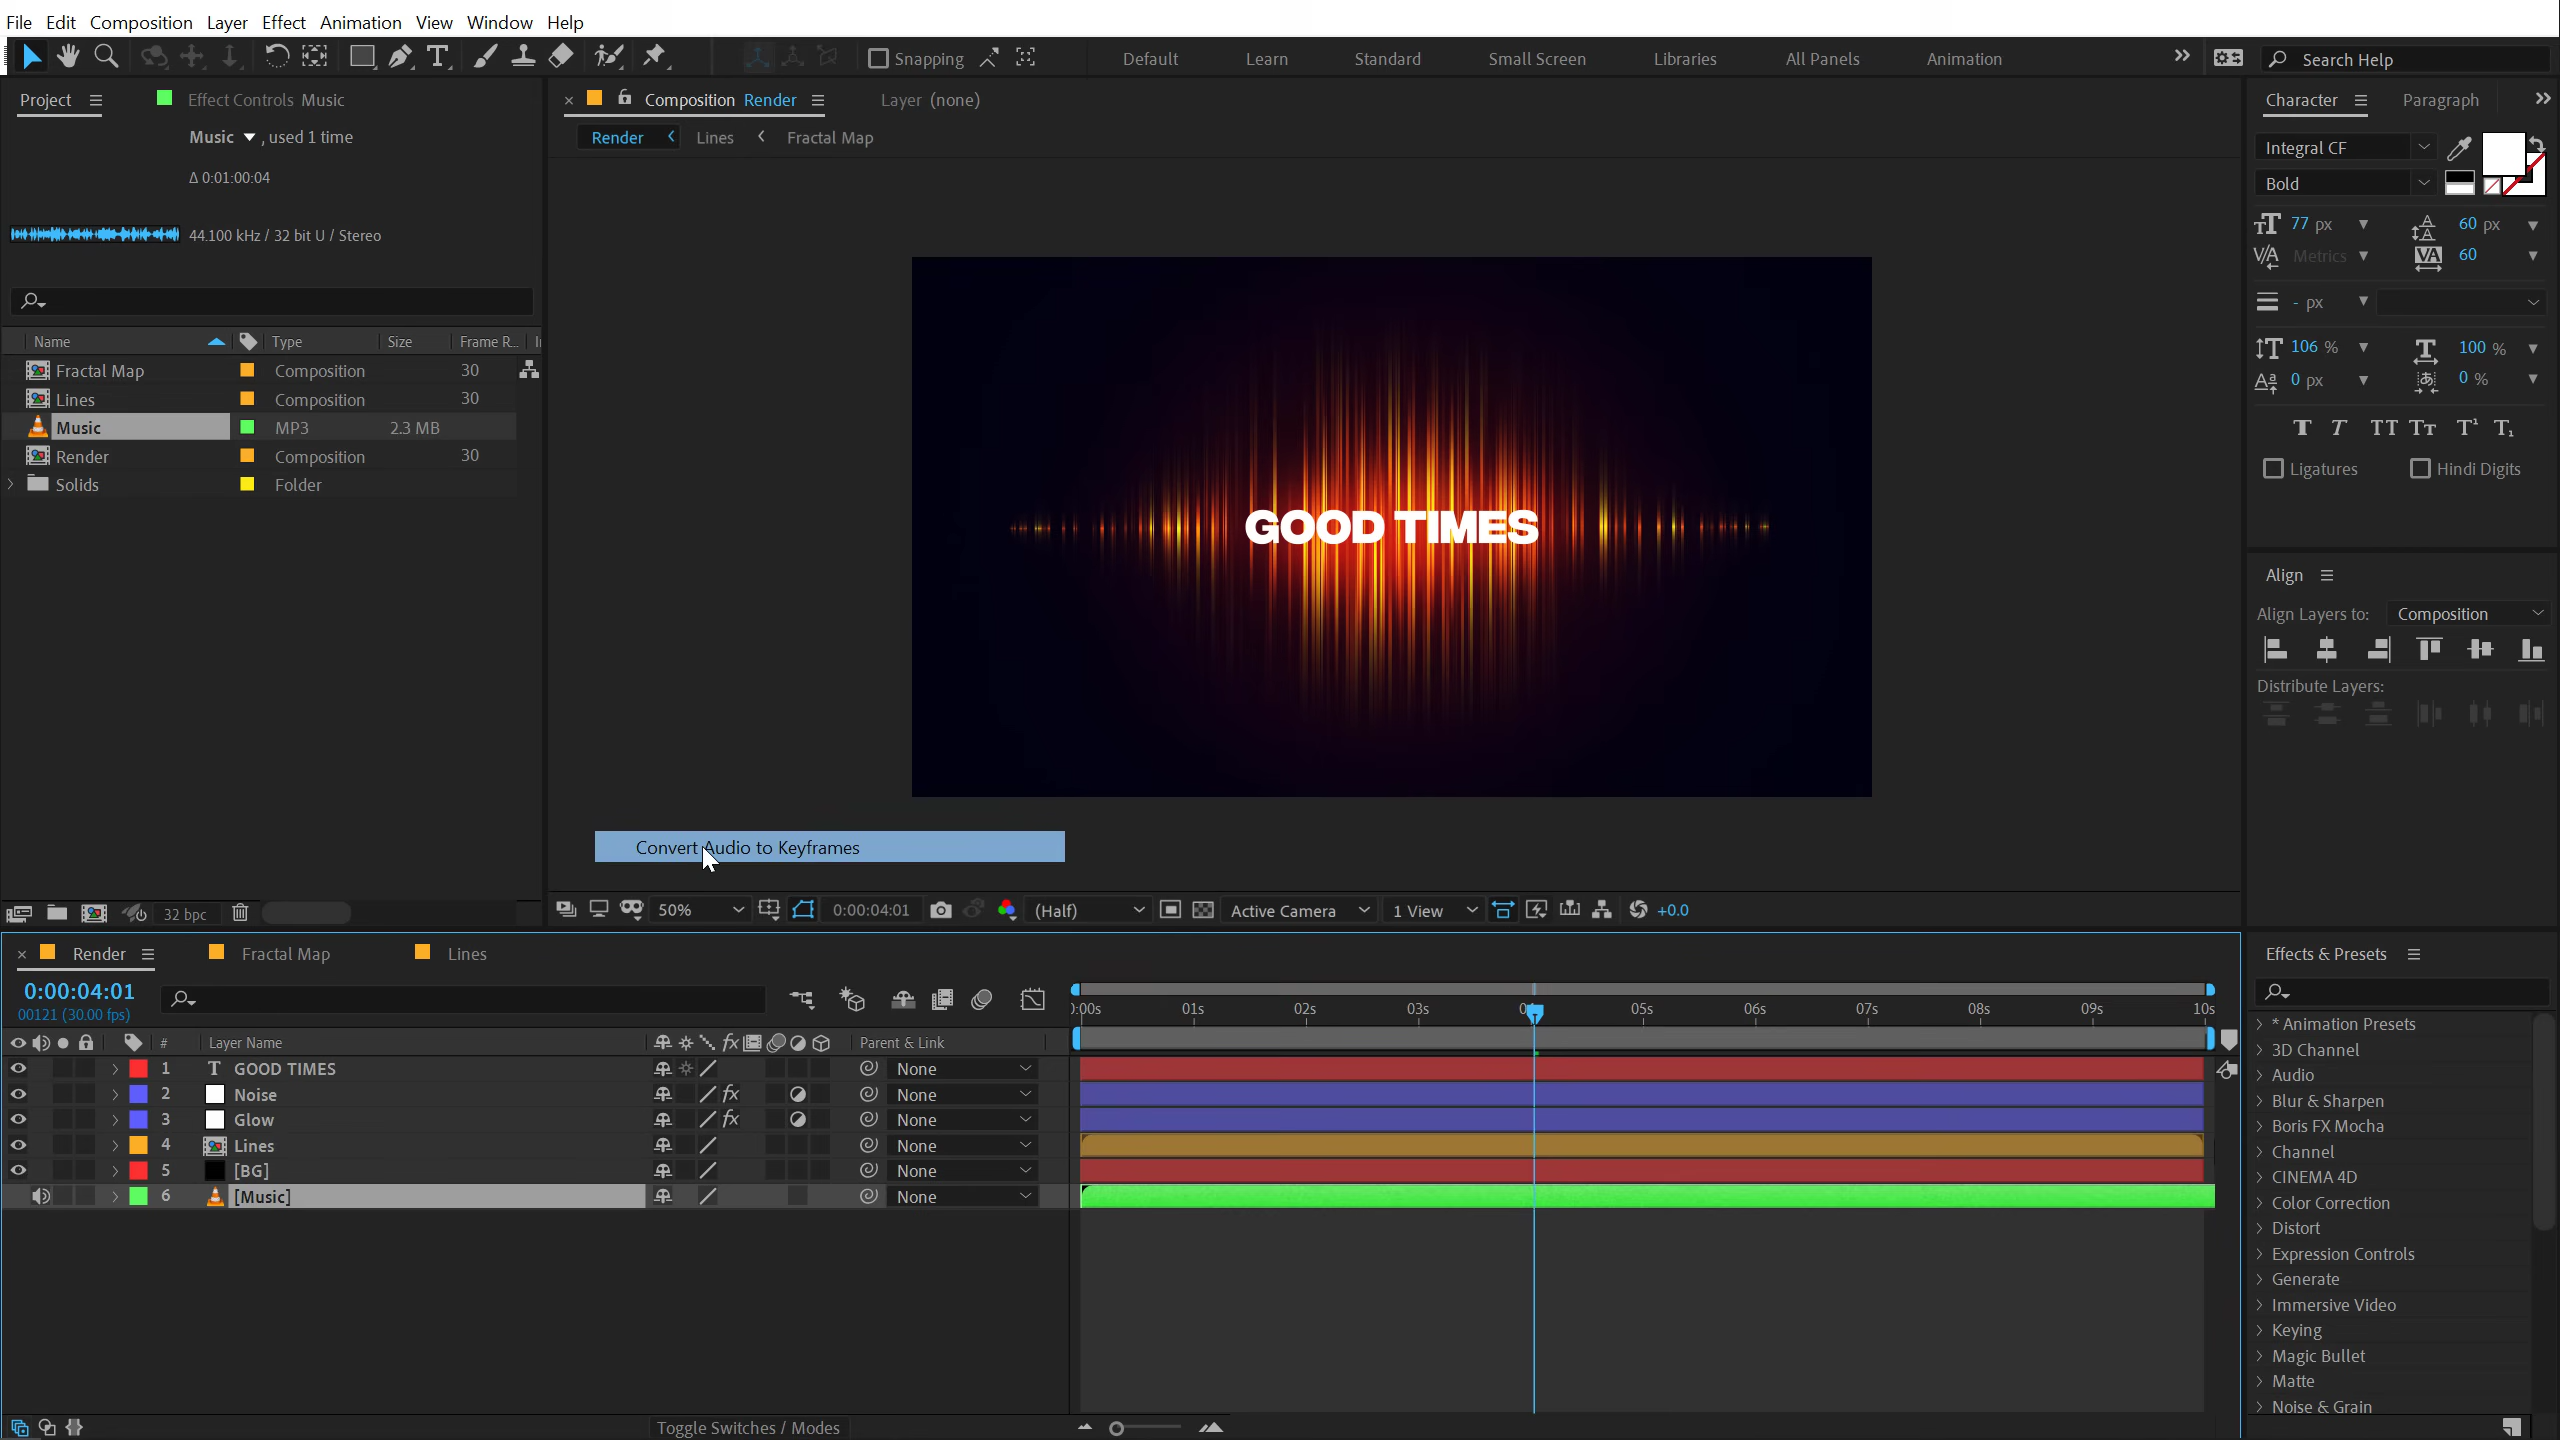 File Edit Composition Layer Effect Animation View Window Help
Snapping Default Learn Standard Small Screen Libraries All Panels Animation Search Help
Project Effect Controls Music
Music , used 1 time
Δ 0:01:00:04
44.100 kHz / 32 bit U / Stereo
Name Type Size Frame R...
Fractal Map Composition 30
Lines Composition 30
Music MP3 2.3 MB
Render Composition 30
Solids Folder
32 bpc
Composition Render Layer (none)
Render Lines Fractal Map
GOOD TIMES
Convert Audio to Keyframes
50% 0:00:04:01 (Half) Active Camera 1 View +0.0
Character Paragraph
Integral CF
Bold
77 px 60 px
Metrics 60
- px
106 % 100 %
0 px 0 %
Ligatures Hindi Digits
Align
Align Layers to: Composition
Distribute Layers:
Render Fractal Map Lines
0:00:04:01
00121 (30.00 fps)
01s 02s 03s 05s 06s 07s 08s 09s 10s
# Layer Name Parent & Link
1 GOOD TIMES None
2 Noise None
3 Glow None
4 Lines None
5 [BG] None
6 [Music] None
Toggle Switches / Modes
Effects & Presets
* Animation Presets
3D Channel
Audio
Blur & Sharpen
Boris FX Mocha
Channel
CINEMA 4D
Color Correction
Distort
Expression Controls
Generate
Immersive Video
Keying
Magic Bullet
Matte
Noise & Grain